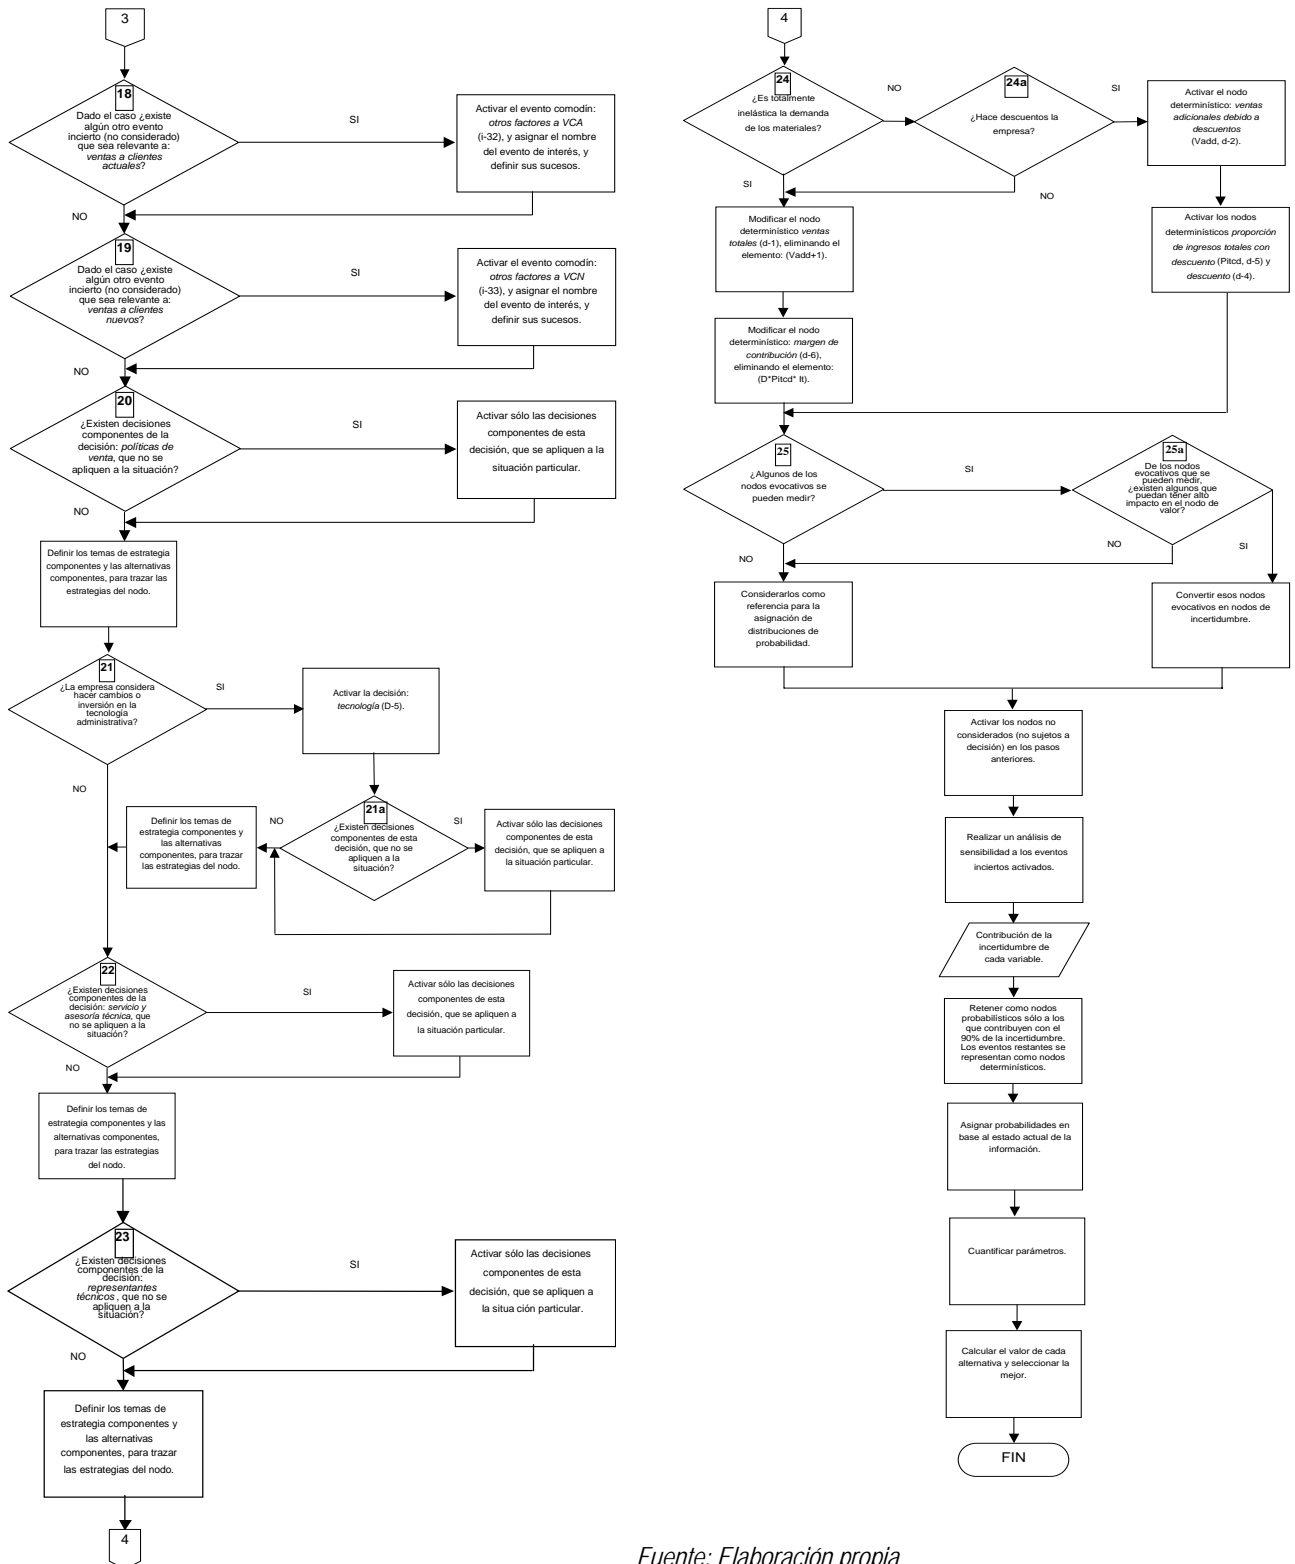 3
18
Dado el caso ¿existe
algún otro evento
incierto (no considerado)
que sea relevante a:
ventas a clientes
actuales?
SI
Activar el evento comodín:
otros factores a VCA
(i-32), y asignar el nombre
del evento de interés, y
definir sus sucesos.
NO
19
Dado el caso ¿existe
algún otro evento
incierto (no considerado)
que sea relevante a:
ventas a clientes
nuevos?
SI
Activar el evento comodín:
otros factores a VCN
(i-33), y asignar el nombre
del evento de interés, y
definir sus sucesos.
NO
20
¿Existen decisiones
componentes de la
decisión: políticas de
venta, que no se
apliquen a la situación?
SI
Activar sólo las decisiones
componentes de esta
decisión, que se apliquen a la
situación particular.
NO
Definir los temas de estrategia
componentes y las alternativas
componentes, para trazar las
estrategias del nodo.
21
¿La empresa considera
hacer cambios o
inversión en la
tecnología
administrativa?
SI
Activar la decisión:
tecnología (D-5).
NO
21a
¿Existen decisiones
componentes de esta
decisión, que no se
apliquen a la
situación?
SI
Activar sólo las decisiones
componentes de esta
decisión, que se apliquen a
la situación particular.
NO
Definir los temas de
estrategia componentes y
las alternativas
componentes, para trazar
las estrategias del nodo.
22
¿Existen decisiones
componentes de la
decisión: servicio y
asesoría técnica, que
no se apliquen a la
situación?
SI
Activar sólo las decisiones
componentes de esta
decisión, que se apliquen a
la situación particular.
NO
Definir los temas de
estrategia componentes y las
alternativas componentes,
para trazar las estrategias
del nodo.
23
¿Existen decisiones
componentes de la
decisión:
representantes
técnicos, que no se
apliquen a la
situación?
SI
Activar sólo las decisiones
componentes de esta
decisión, que se apliquen a
la situa ción particular.
NO
Definir los temas de
estrategia componentes y
las alternativas
componentes, para trazar
las estrategias del nodo.
4
4
24
¿Es totalmente
inelástica la demanda
de los materiales?
NO
24a
¿Hace descuentos la
empresa?
SI
Activar el nodo
determinístico: ventas
adicionales debido a
descuentos
(Vadd, d-2).
SI
NO
Modificar el nodo
determinístico ventas
totales (d-1), eliminando el
elemento: (Vadd+1).
Activar los nodos
determinísticos proporción
de ingresos totales con
descuento (Pitcd, d-5) y
descuento (d-4).
Modificar el nodo
determinístico: margen de
contribución (d-6),
eliminando el elemento:
(D*Pitcd* It).
25
¿Algunos de los
nodos evocativos se
pueden medir?
SI
25a
De los nodos
evocativos que se
pueden medir,
¿existen algunos que
puedan tener alto
impacto en el nodo de
valor?
NO
NO
SI
Considerarlos como
referencia para la
asignación de
distribuciones de
probabilidad.
Convertir esos nodos
evocativos en nodos de
incertidumbre.
Activar los nodos no
considerados (no sujetos a
decisión) en los pasos
anteriores.
Realizar un análisis de
sensibilidad a los eventos
inciertos activados.
Contribución de la
incertidumbre de
cada variable.
Retener como nodos
probabilísticos sólo a los
que contribuyen con el
90% de la incertidumbre.
Los eventos restantes se
representan como nodos
determinísticos.
Asignar probabilidades en
base al estado actual de la
información.
Cuantificar parámetros.
Calcular el valor de cada
alternativa y seleccionar la
mejor.
FIN
Fuente: Elaboración propia